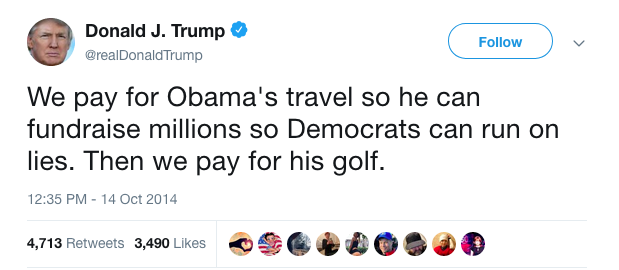 Donald J. Trump
@realDonaldTrump
Follow
We pay for Obama's travel so he can
fundraise millions so Democrats can run on
lies. Then we pay for his golf.
12:35 PM - 14 Oct 2014
4,713 Retweets 3,490 Likes